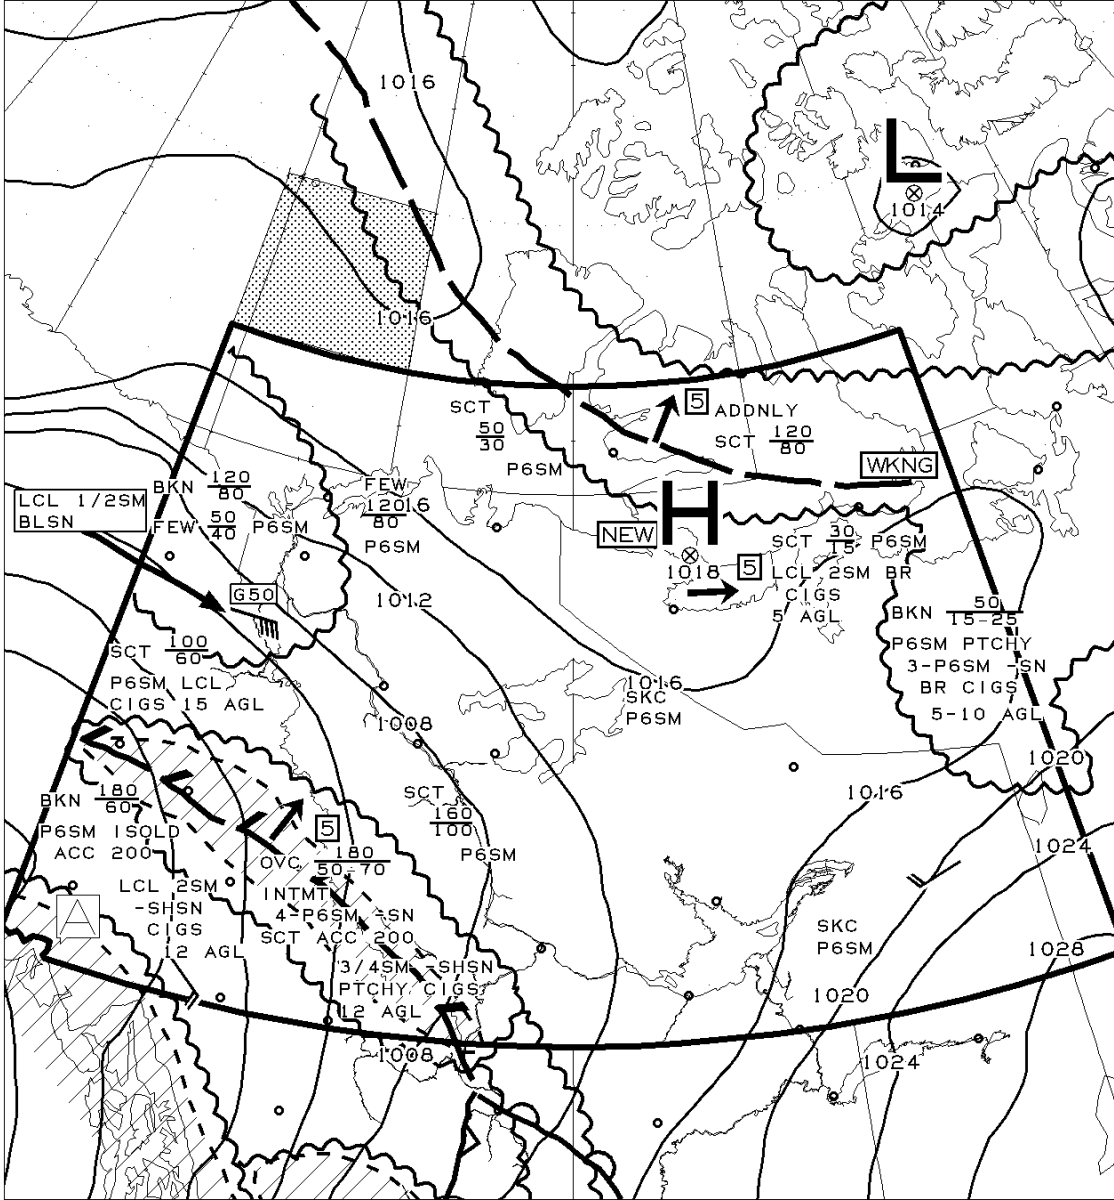 1016
L
1014
1016
SCT 50/30
P6SM
5
ADDNLY
SCT 120/80
WKNG
LCL 1/2SM
BLSN
BKN 120/80
FEW 50/40 P6SM
FEW
120/80
1016
P6SM
NEW
H
1018
5
SCT 30/15 P6SM
LCL 2SM BR
CIGS
5 AGL
G50
1012
BKN 50/15-25
P6SM PTCHY
3-P6SM -SN
BR CIGS
5-10 AGL
SCT 100/60
P6SM LCL
CIGS 15 AGL
1016
SKC
P6SM
1008
1020
1016
BKN 180/60
P6SM ISOLD
ACC 200
SCT
160/100
P6SM
5
OVC 180/50-70
INTMT
4-P6SM -SN
SCT ACC 200
1024
LCL 2SM
-SHSN
CIGS
12 AGL
A
3/4SM -SHSN
PTCHY CIGS
12 AGL
SKC
P6SM
1028
1020
1008
1024